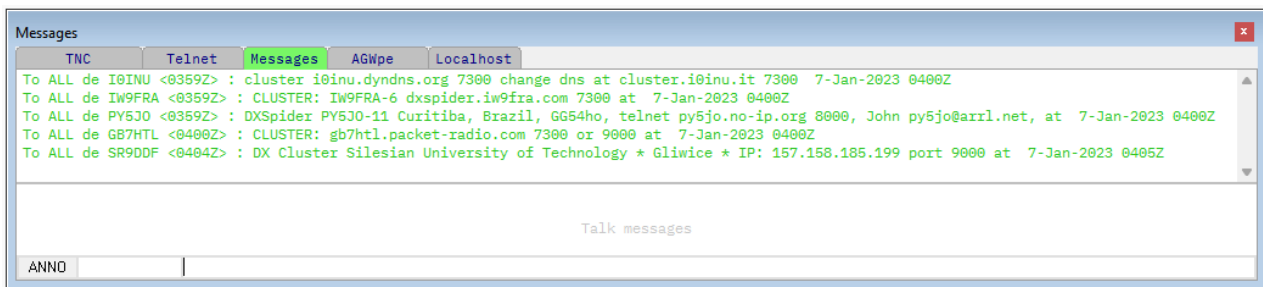 Messages
TNC Telnet Messages AGWpe Localhost
To ALL de I0INU <0359Z> : cluster i0inu.dyndns.org 7300 change dns at cluster.i0inu.it 7300  7-Jan-2023 0400Z
To ALL de IW9FRA <0359Z> : CLUSTER: IW9FRA-6 dxspider.iw9fra.com 7300 at  7-Jan-2023 0400Z
To ALL de PY5JO <0359Z> : DXSpider PY5JO-11 Curitiba, Brazil, GG54ho, telnet py5jo.no-ip.org 8000, John py5jo@arrl.net, at  7-Jan-2023 0400Z
To ALL de GB7HTL <0400Z> : CLUSTER: gb7htl.packet-radio.com 7300 or 9000 at  7-Jan-2023 0400Z
To ALL de SR9DDF <0404Z> : DX Cluster Silesian University of Technology * Gliwice * IP: 157.158.185.199 port 9000 at  7-Jan-2023 0405Z
Talk messages
ANNO